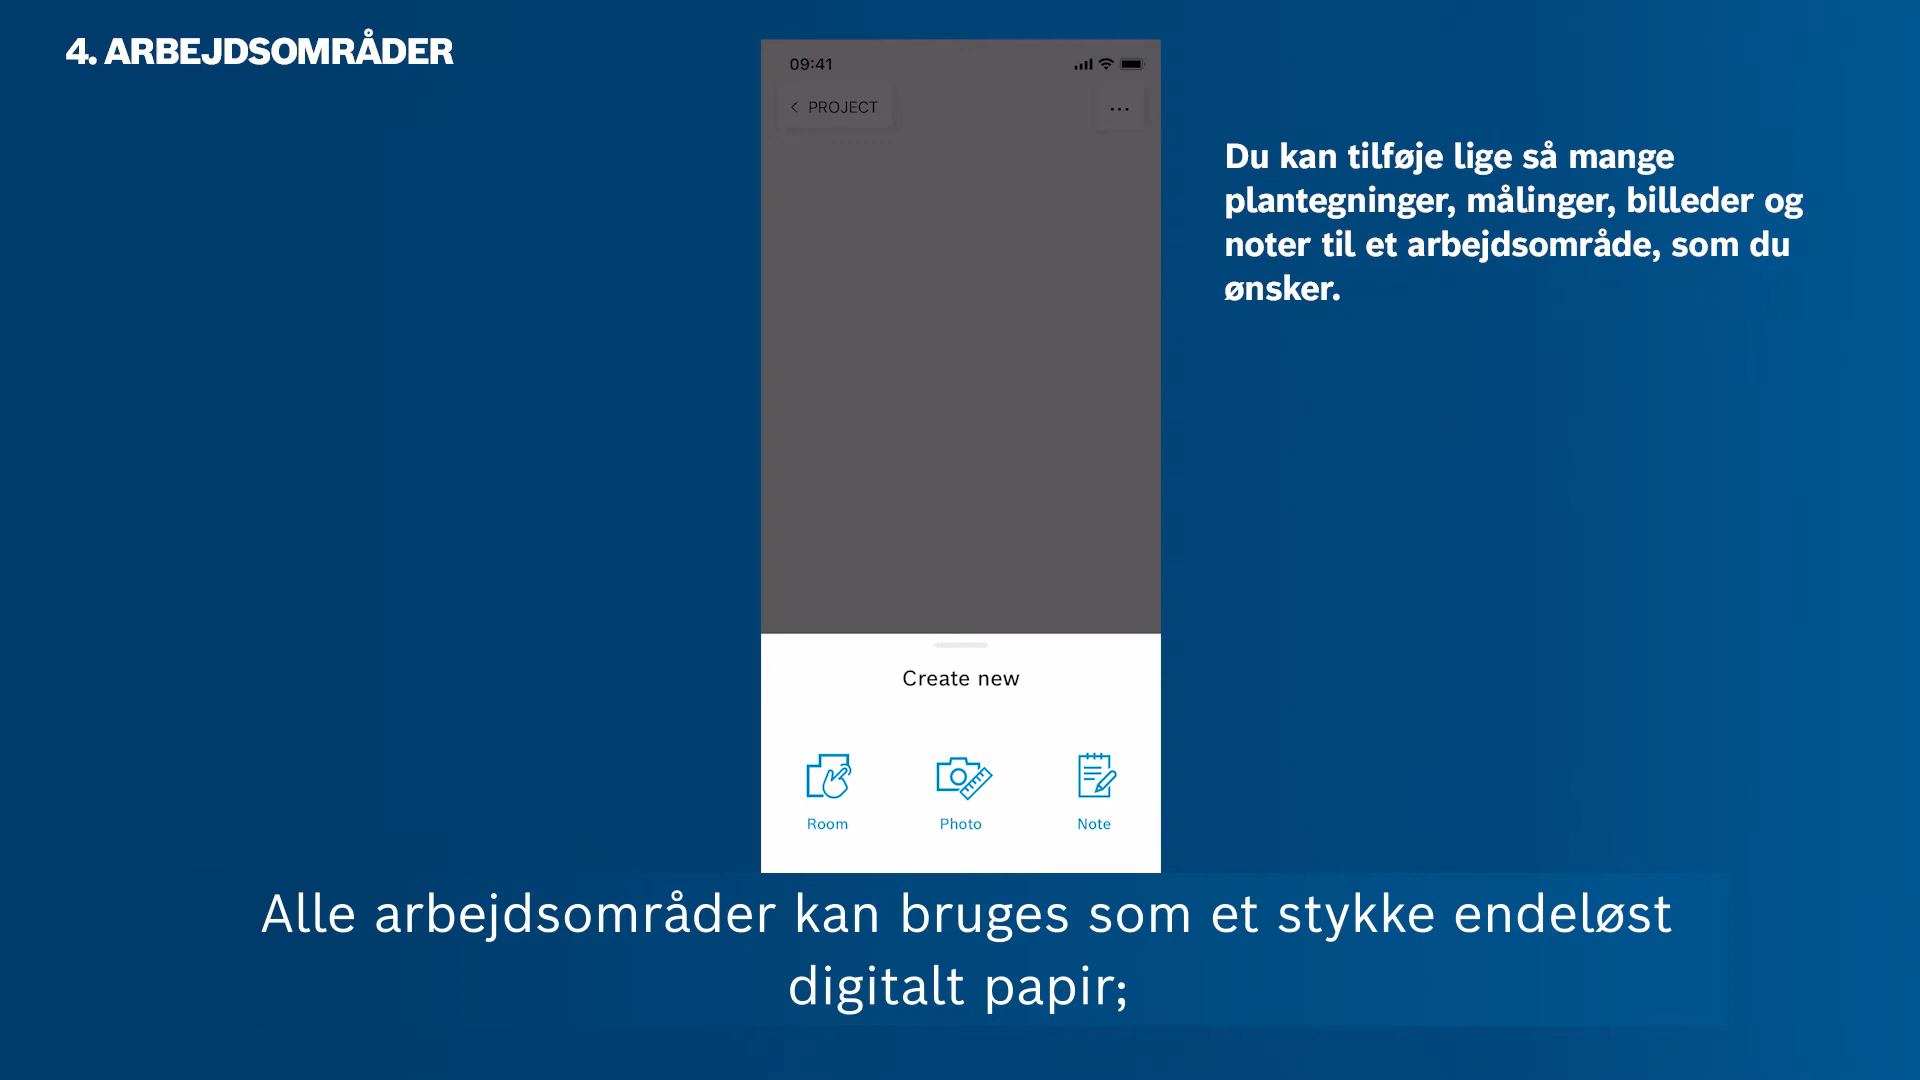 4. ARBEJDSOMRÅDER
09:41
PROJECT
Du kan tilføje lige så mange
plantegninger, målinger, billeder og
noter til et arbejdsområde, som du
ønsker.
Create new
Room
Photo
Note
Alle arbejdsområder kan bruges som et stykke endeløst
digitalt papir;